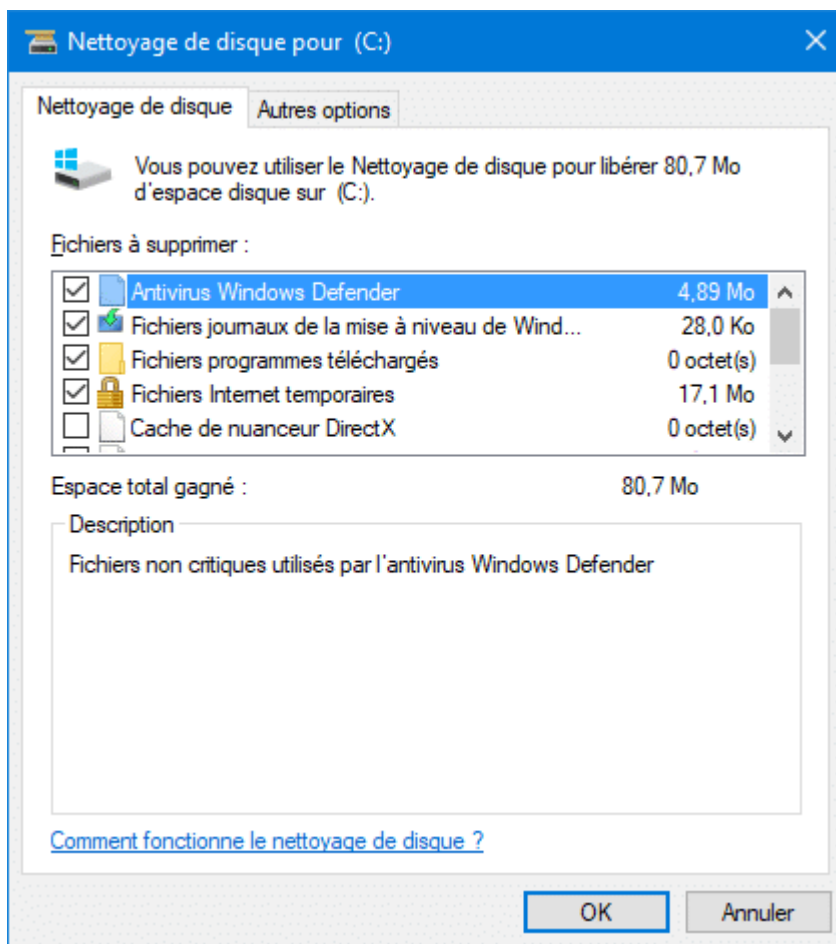 Nettoyage de disque pour  (C:)
Nettoyage de disque
Autres options
Vous pouvez utiliser le Nettoyage de disque pour libérer 80,7 Mo
d'espace disque sur  (C:).
Fichiers à supprimer :
Antivirus Windows Defender 4,89 Mo
Fichiers journaux de la mise à niveau de Wind... 28,0 Ko
Fichiers programmes téléchargés 0 octet(s)
Fichiers Internet temporaires 17,1 Mo
Cache de nuanceur DirectX 0 octet(s)
Espace total gagné : 80,7 Mo
Description
Fichiers non critiques utilisés par l'antivirus Windows Defender
Comment fonctionne le nettoyage de disque ?
OK Annuler